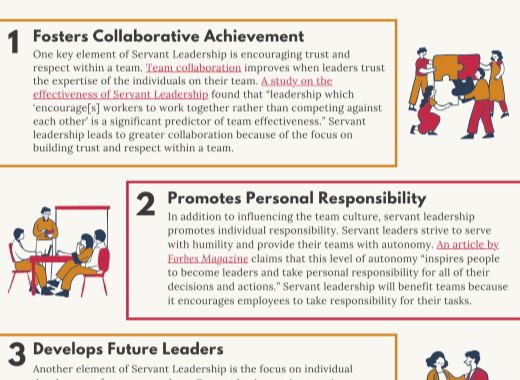 1 Fosters Collaborative Achievement
One key element of Servant Leadership is encouraging trust and
respect within a team. Team collaboration improves when leaders trust
the expertise of the individuals on their team. A study on the
effectiveness of Servant Leadership found that “leadership which
‘encourage[s] workers to work together rather than competing against
each other’ is a significant predictor of team effectiveness.” Servant
leadership leads to greater collaboration because of the focus on
building trust and respect within a team.
2 Promotes Personal Responsibility
In addition to influencing the team culture, servant leadership
promotes individual responsibility. Servant leaders strive to serve
with humility and provide their teams with autonomy. An article by
Forbes Magazine claims that this level of autonomy “inspires people
to become leaders and take personal responsibility for all of their
decisions and actions.” Servant leadership will benefit teams because
it encourages employees to take responsibility for their tasks.
3 Develops Future Leaders
Another element of Servant Leadership is the focus on individual